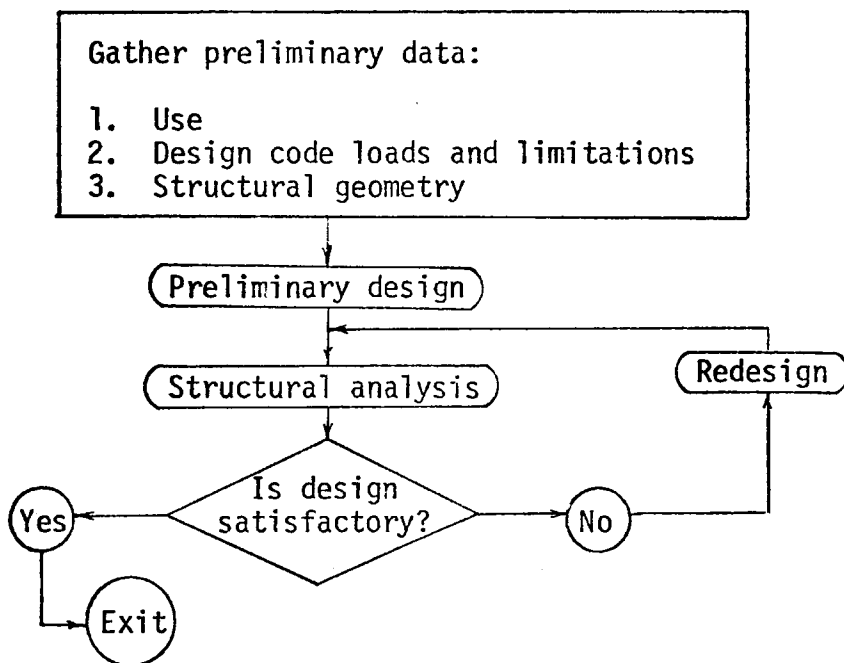 Gather preliminary data:
1. Use
2. Design code loads and limitations
3. Structural geometry
Preliminary design
Structural analysis
Redesign
Is design
satisfactory?
Yes
No
Exit